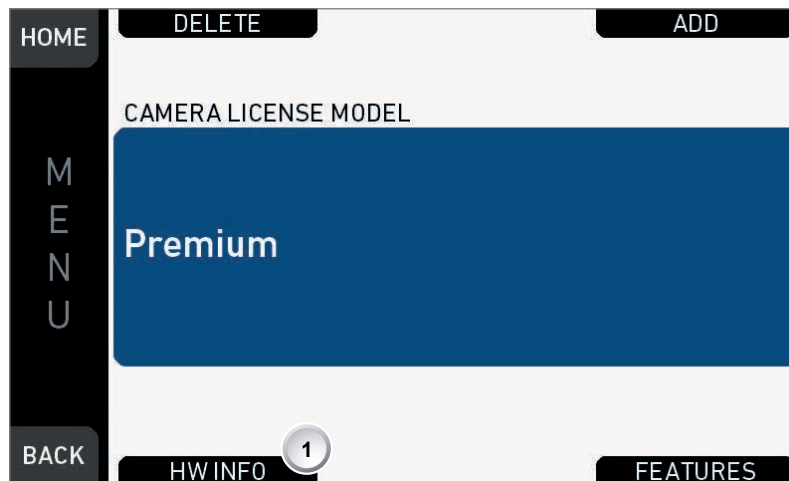 HOME
DELETE
ADD
CAMERA LICENSE MODEL
M
E
N
U
Premium
BACK
HW INFO
1
FEATURES